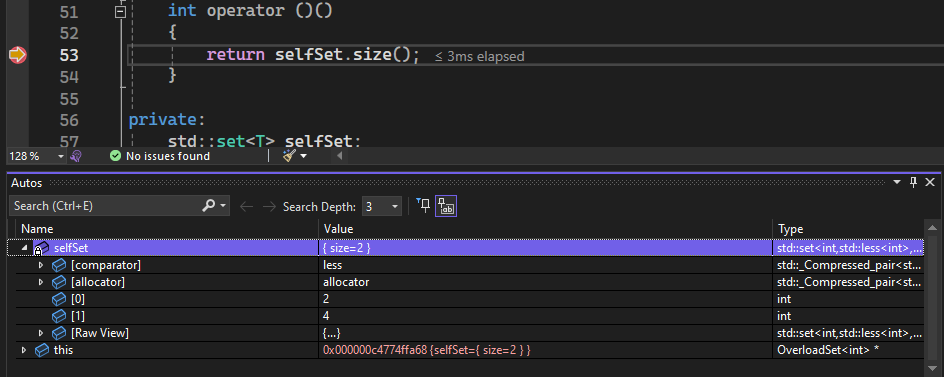 51 int operator ()()
52 {
53 return selfSet.size(); ≤ 3ms elapsed
54 }
55
56 private:
57 std::set<T> selfSet;
128 % No issues found
Autos
Search (Ctrl+E) Search Depth: 3
Name Value Type
selfSet { size=2 } std::set<int,std::less<int>,...
[comparator] less std::_Compressed_pair<st...
[allocator] allocator std::_Compressed_pair<st...
[0] 2 int
[1] 4 int
[Raw View] {...} std::set<int,std::less<int>,...
this 0x000000c4774ffa68 {selfSet={ size=2 } } OverloadSet<int> *